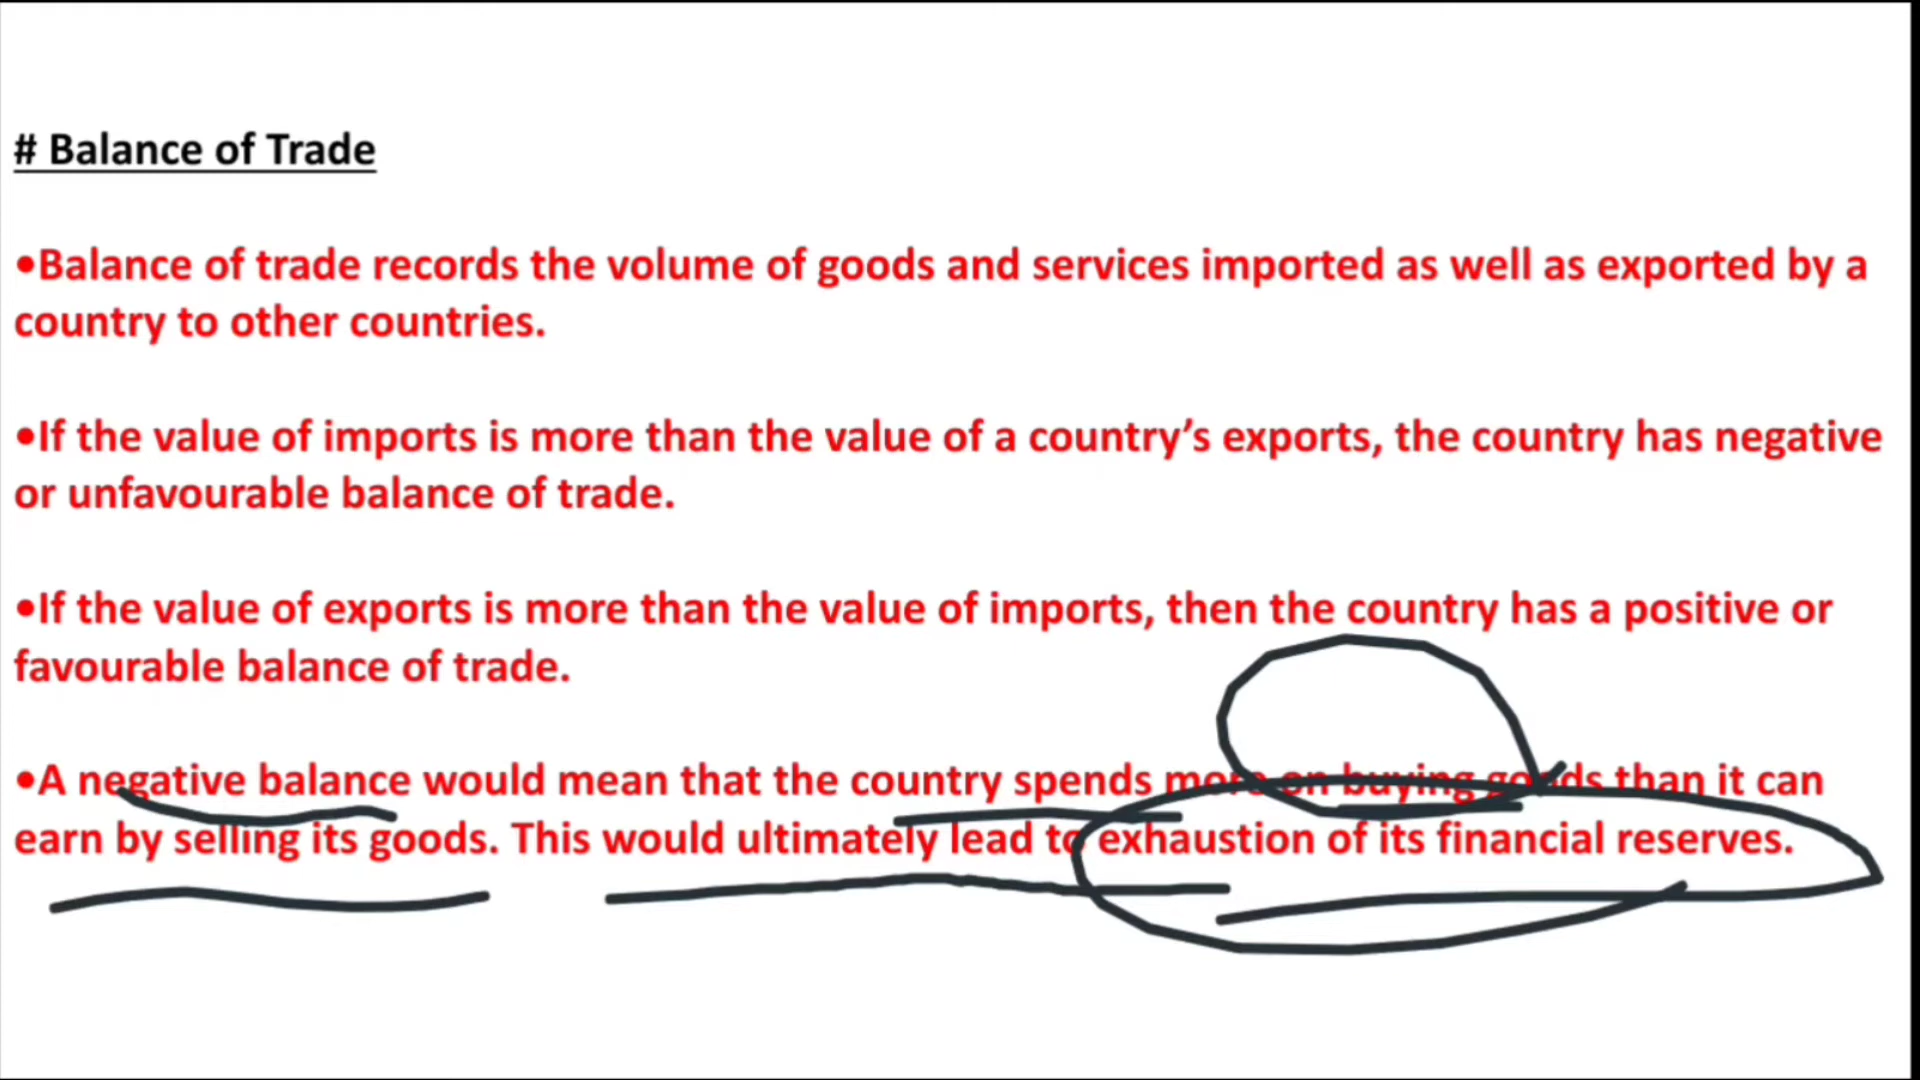 # Balance of Trade
•Balance of trade records the volume of goods and services imported as well as exported by a
country to other countries.
•If the value of imports is more than the value of a country’s exports, the country has negative
or unfavourable balance of trade.
•If the value of exports is more than the value of imports, then the country has a positive or
favourable balance of trade.
•A negative balance would mean that the country spends more on buying goods than it can
earn by selling its goods. This would ultimately lead to exhaustion of its financial reserves.